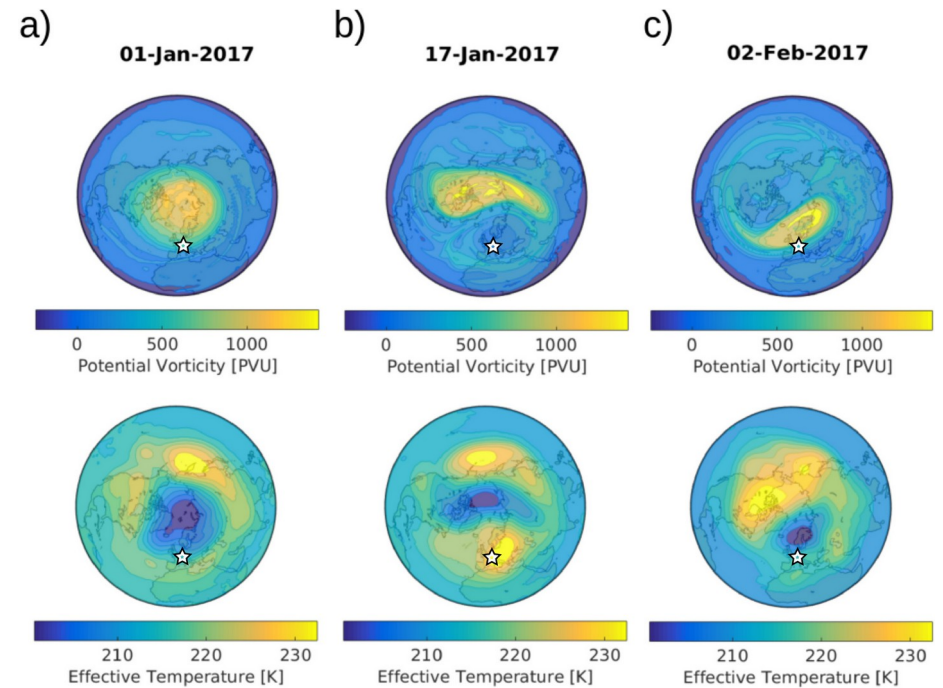 a) b) c)
01-Jan-2017 17-Jan-2017 02-Feb-2017
0 500 1000 0 500 1000 0 500 1000
Potential Vorticity [PVU] Potential Vorticity [PVU] Potential Vorticity [PVU]
210 220 230 210 220 230 210 220 230
Effective Temperature [K] Effective Temperature [K] Effective Temperature [K]